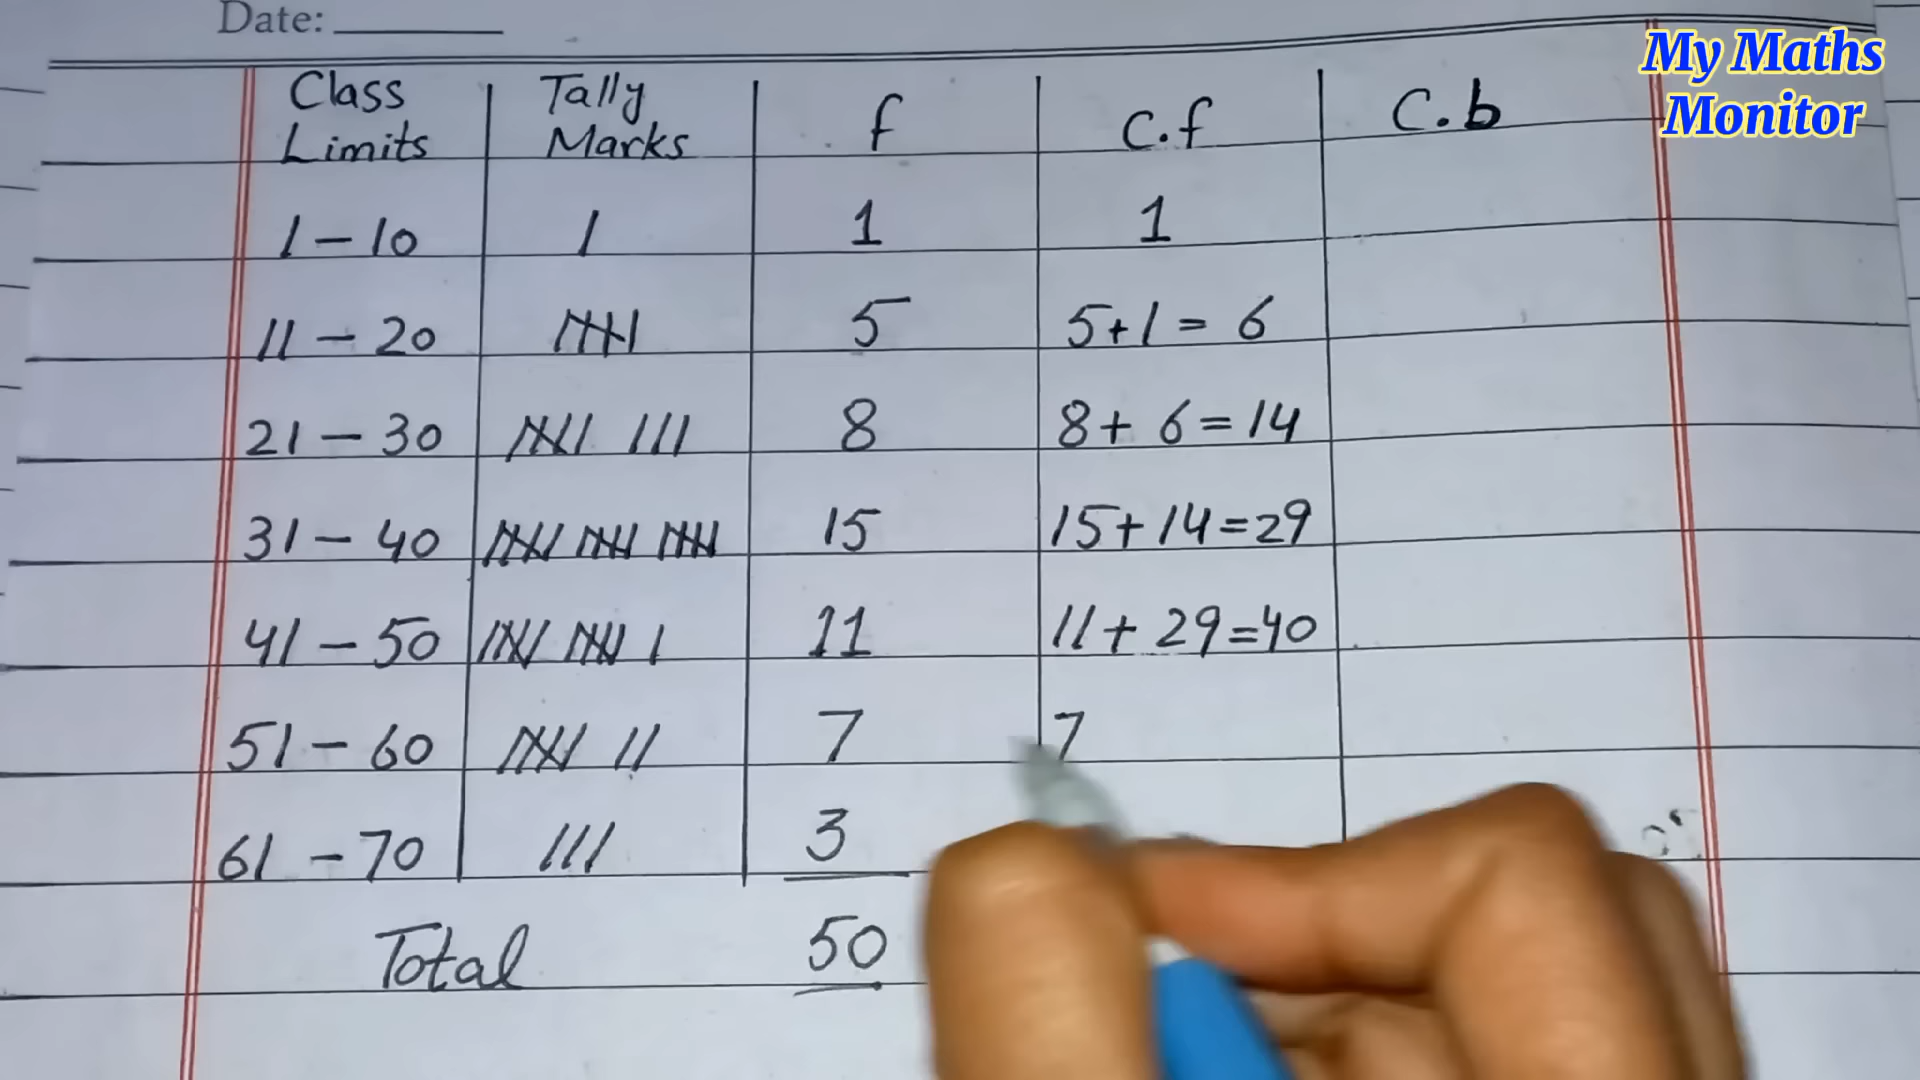 Date:
My Maths
Monitor
Class Limits Tally Marks f C.f C.b
1 - 10 | 1 1
11 - 20 |||| 5 5+1 = 6
21 - 30 |||| ||| 8 8 + 6 = 14
31 - 40 |||| |||| |||| 15 15 + 14 = 29
41 - 50 |||| |||| | 11 11 + 29 = 40
51 - 60 |||| || 7 7
61 - 70 ||| 3
Total 50